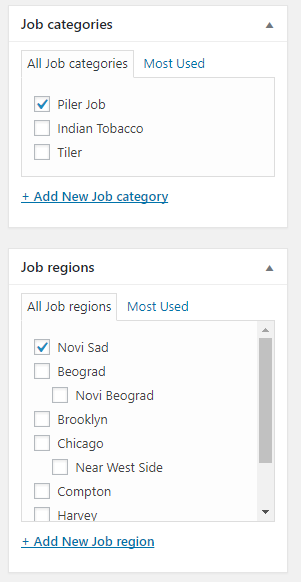 Job categories
All Job categories Most Used
Piler Job
Indian Tobacco
Tiler
+ Add New Job category
Job regions
All Job regions Most Used
Novi Sad
Beograd
Novi Beograd
Brooklyn
Chicago
Near West Side
Compton
Harvey
+ Add New Job region